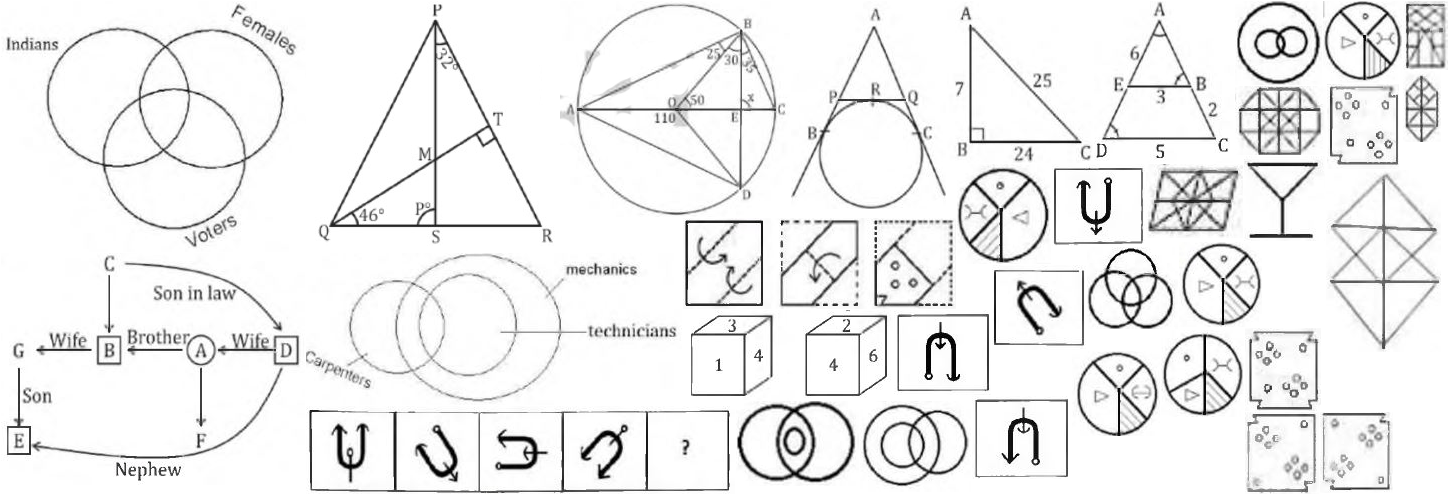 Indians
Females
Voters
P
32°
T
M
46°
P°
Q
S
R
B
25
30
35
A
O
50
x
110
E
C
D
A
P
R
Q
B
C
A
7
25
B
24
C
A
6
E
B
3
2
D
5
C
C
Son in law
G
Wife
B
Brother
A
Wife
D
Son
E
F
Nephew
mechanics
technicians
Carpenters
3
1
4
2
4
6
?